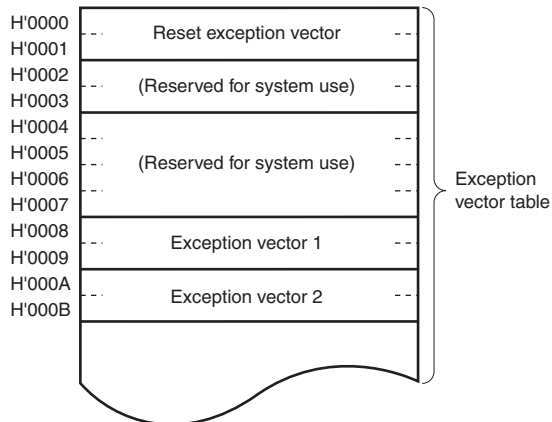 H'0000
H'0001
Reset exception vector
H'0002
H'0003
(Reserved for system use)
H'0004
H'0005
H'0006
H'0007
(Reserved for system use)
H'0008
H'0009
Exception vector 1
H'000A
H'000B
Exception vector 2
Exception
vector table